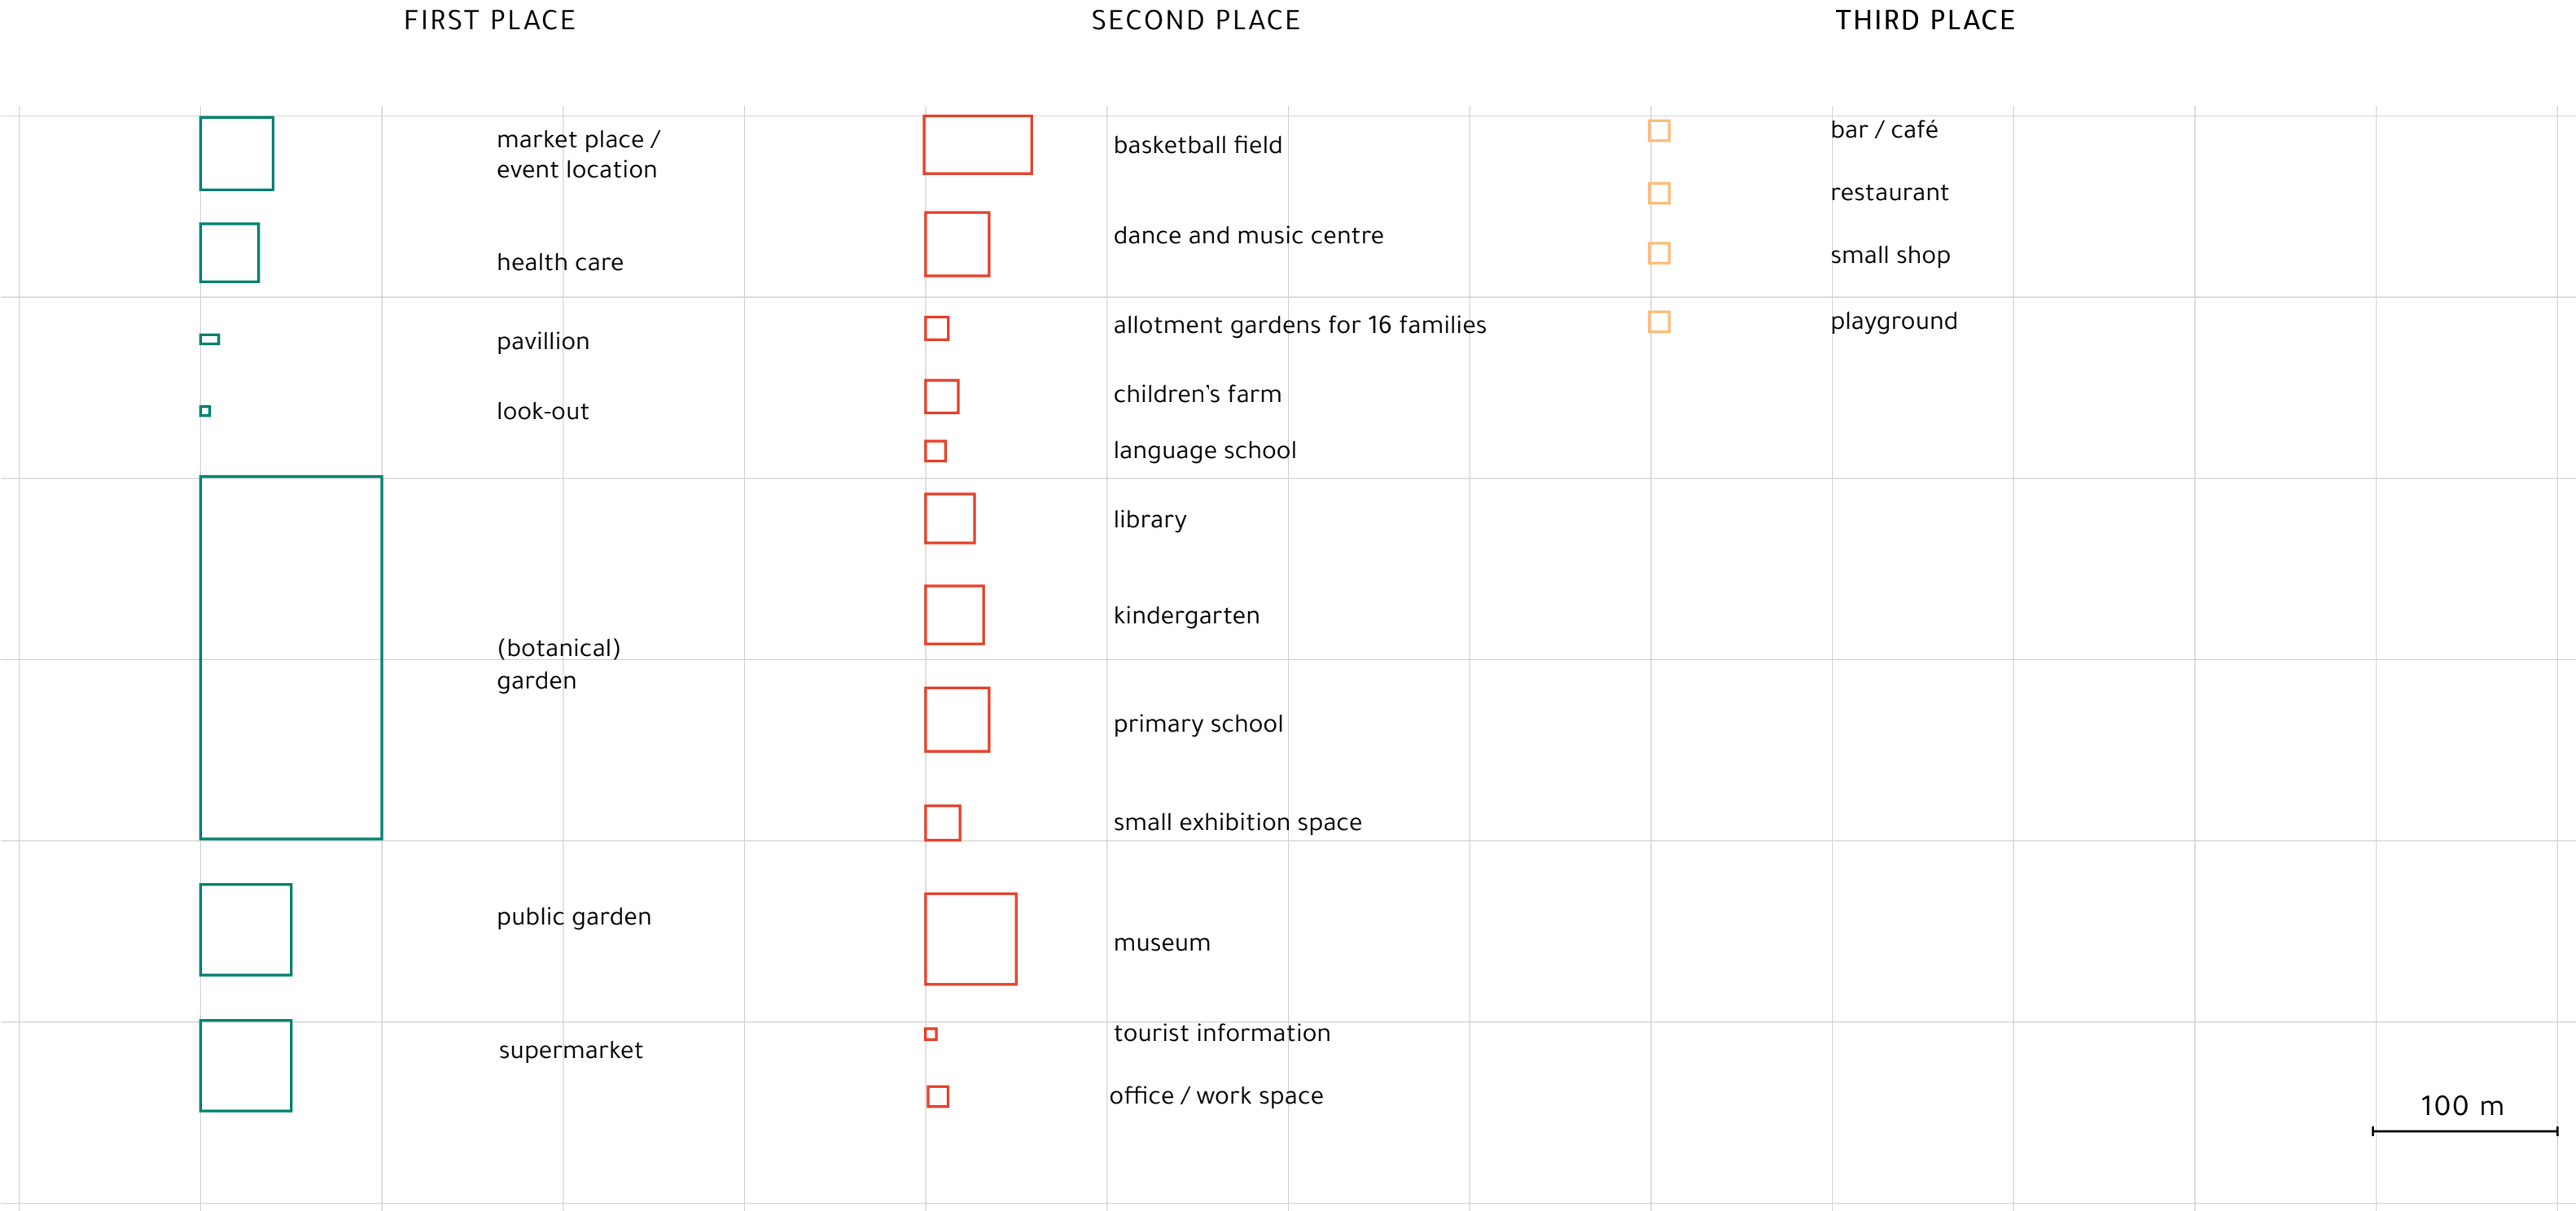 FIRST PLACE
market place /
event location
health care
pavillion
look-out
(botanical)
garden
public garden
supermarket
SECOND PLACE
basketball field
dance and music centre
allotment gardens for 16 families
children's farm
language school
library
kindergarten
primary school
small exhibition space
museum
tourist information
office / work space
THIRD PLACE
bar / café
restaurant
small shop
playground
100 m